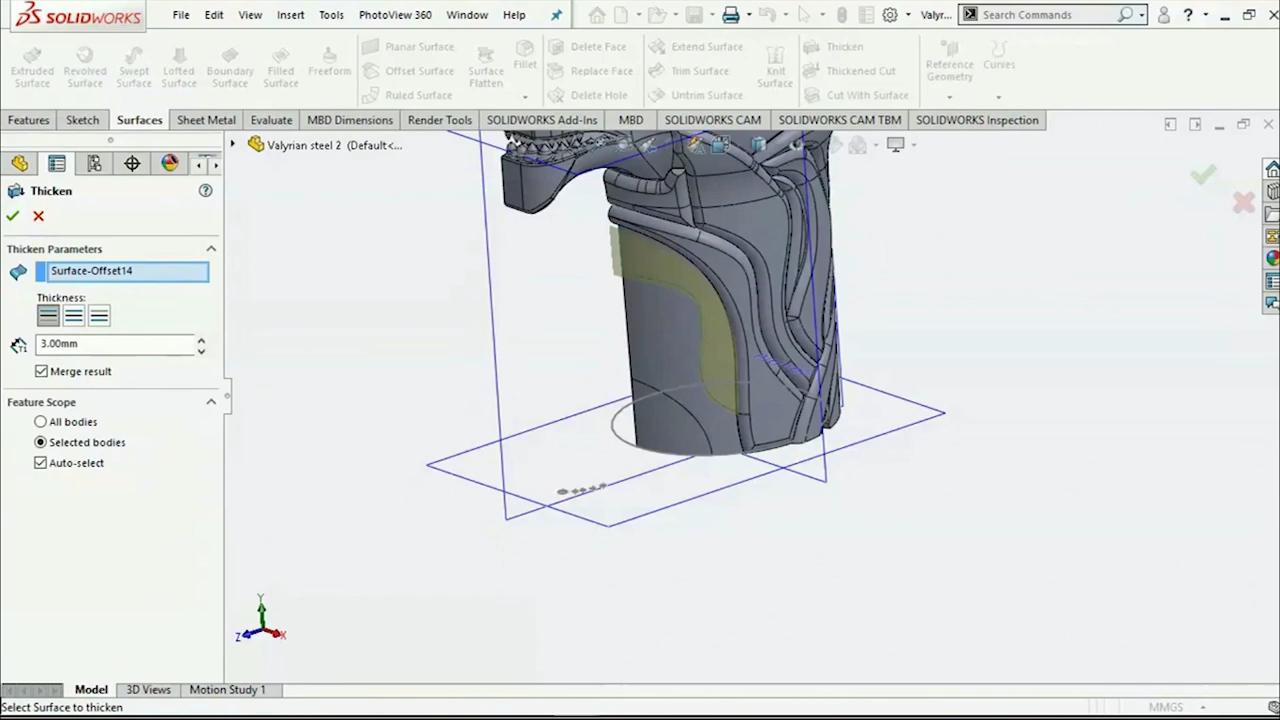 SOLIDWORKS
File Edit View Insert Tools PhotoView 360 Window Help
Valyr...
Search Commands
Extruded Surface
Revolved Surface
Swept Surface
Lofted Surface
Boundary Surface
Filled Surface
Freeform
Planar Surface
Offset Surface
Ruled Surface
Surface Flatten
Fillet
Delete Face
Replace Face
Delete Hole
Extend Surface
Trim Surface
Untrim Surface
Knit Surface
Thicken
Thickened Cut
Cut With Surface
Reference Geometry
Curves
Features Sketch Surfaces Sheet Metal Evaluate MBD Dimensions Render Tools SOLIDWORKS Add-Ins MBD SOLIDWORKS CAM SOLIDWORKS CAM TBM SOLIDWORKS Inspection
Valyrian steel 2 (Default<...
Thicken
Thicken Parameters
Surface-Offset14
Thickness:
T1
3.00mm
Merge result
Feature Scope
All bodies
Selected bodies
Auto-select
Y
Z
X
Model 3D Views Motion Study 1
Select Surface to thicken
MMGS